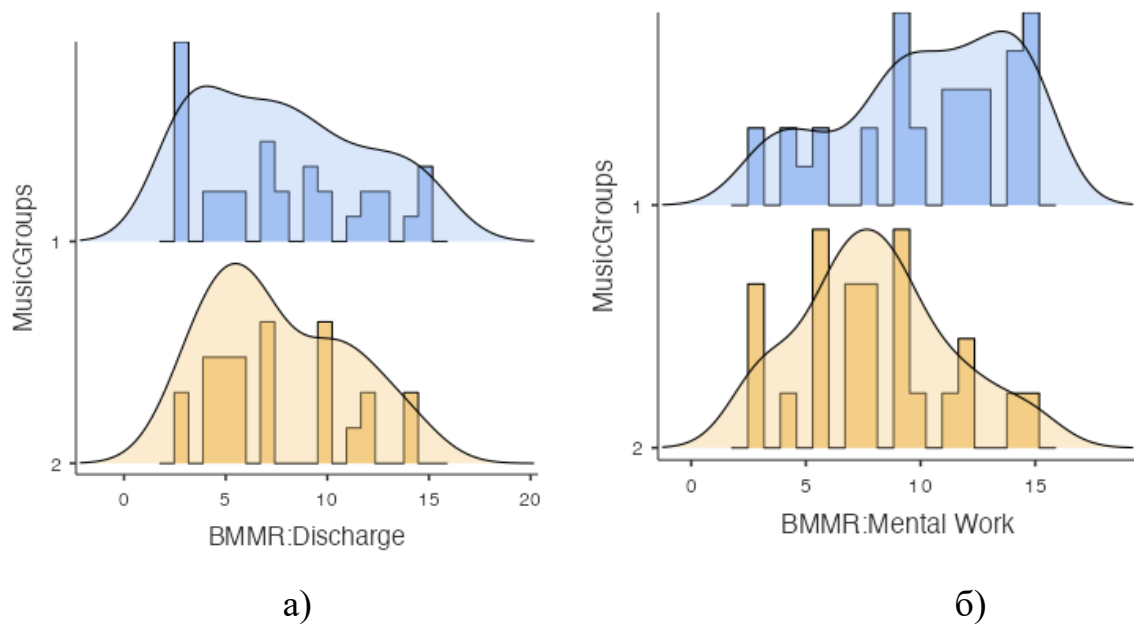 MusicGroups
1
2
0 5 10 15 20
BMMR:Discharge
а)
MusicGroups
1
2
0 5 10 15
BMMR:Mental Work
б)